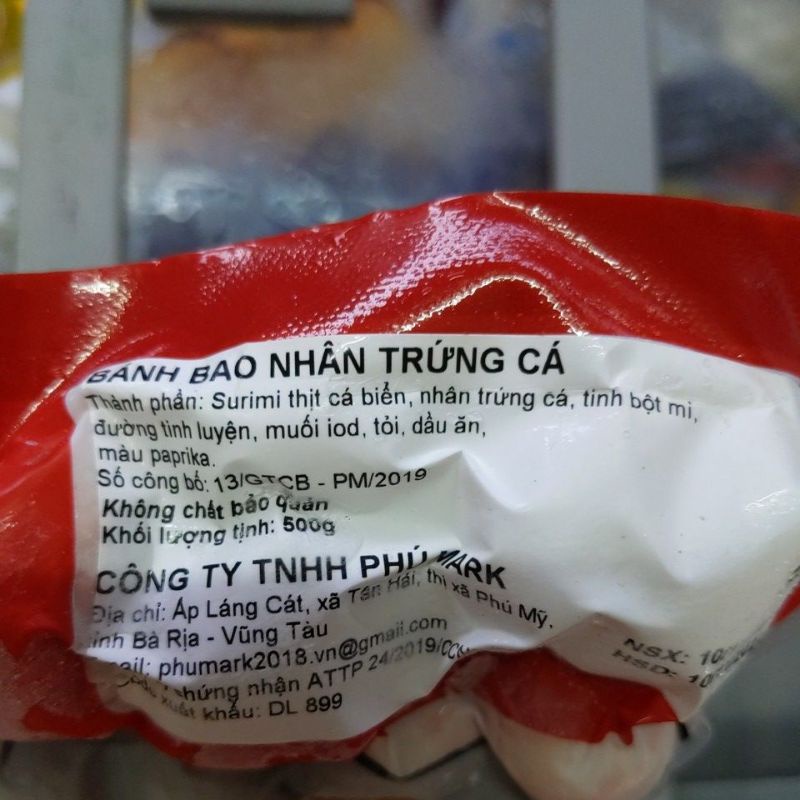 BÁNH BAO NHÂN TRỨNG CÁ
Thành phần: Surimi thịt cá biển, nhân trứng cá, tinh bột mì,
đường tinh luyện, muối iod, tỏi, dầu ăn,
màu paprika.
Số công bố: 13/GTCB - PM/2019
Không chất bảo quản
Khối lượng tịnh: 500g
CÔNG TY TNHH PHÚ MARK
Địa chỉ: Áp Láng Cát, xã Tân Hải, thị xã Phú Mỹ,
Bà Rịa - Vũng Tàu
phumark2018.vn@gmail.com
chứng nhận ATTP 24/2019/
xuất khẩu: DL 899
NSX: 10
HSD: 10